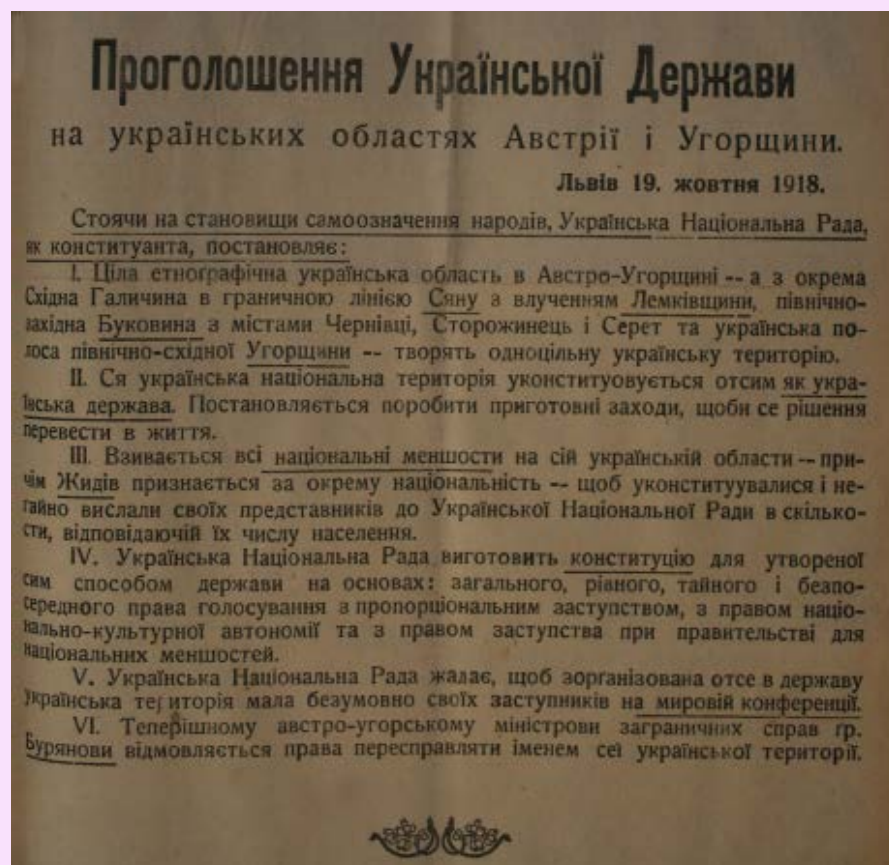 Проголошення Української Держави
на українських областях Австрії і Угорщини.
Львів 19. жовтня 1918.
Стоячи на становищи самоозначення народів, Українська Національна Рада,
як конституанта, постановляє:
I. Ціла етноґрафічна українська область в Австро-Угорщині -- а з окрема
Східна Галичина в граничною лінією Сяну з влученням Лемківщини, північно-
західна Буковина з містами Чернівці, Сторожинець і Серет та українська по-
лоса північно-східної Угорщини -- творять одноцільну українську територію.
II. Ся українська національна територія уконституовується отсим як укра-
їнська держава. Постановляється поробити приготовні заходи, щоби се рішення
перевести в життя.
III. Взивається всі національні меншости на сій українській области -- при-
чім Жидів признається за окрему національність -- щоб уконституувалися і не-
гайно вислали своїх представників до Української Національної Ради в скілько-
сти, відповідаючій їх числу населення.
IV. Українська Національна Рада виготовить конституцію для утвореної
сим способом держави на основах: загального, рівного, тайного і безпо-
середного права голосування з пропорціональним заступством, з правом націо-
нально-культурної автономії та з правом заступства при правительстві для
національних меншостей.
V. Українська Національна Рада жадає, щоб зорганізована отсе в державу
українська територія мала безумовно своїх заступників на мировій конференції.
VI. Теперішному австро-угорському міністрови заграничних справ ґр.
Бурянови відмовляється права пересправляти іменем сеї української території.